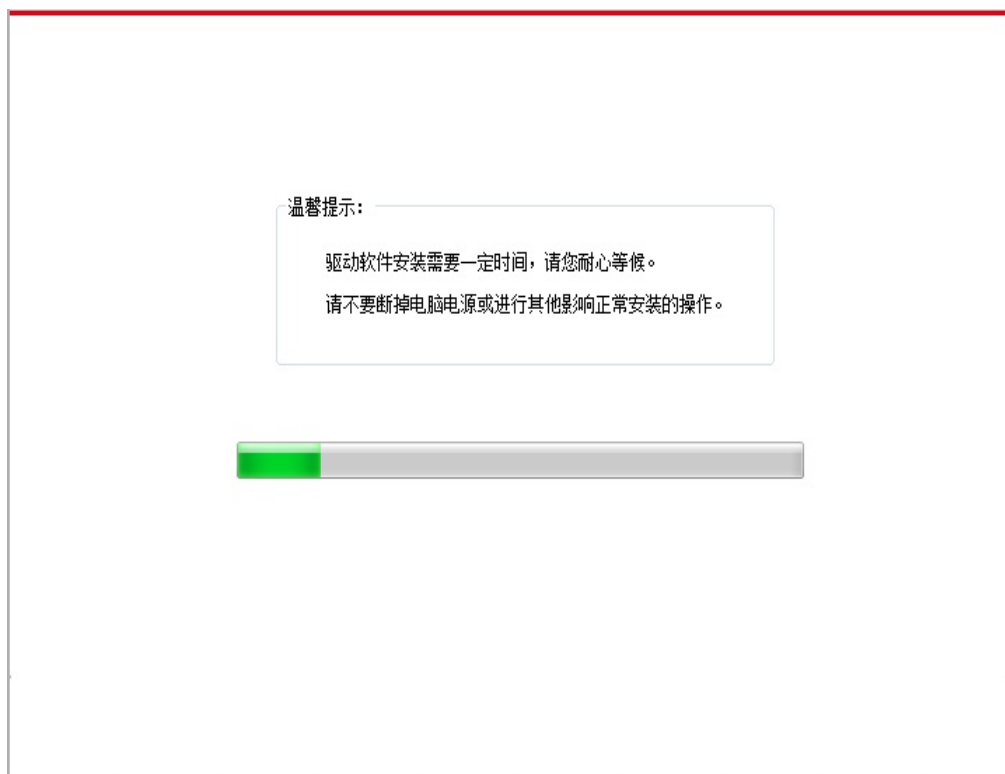 温馨提示:
驱动软件安装需要一定时间，请您耐心等候。
请不要断掉电脑电源或进行其他影响正常安装的操作。